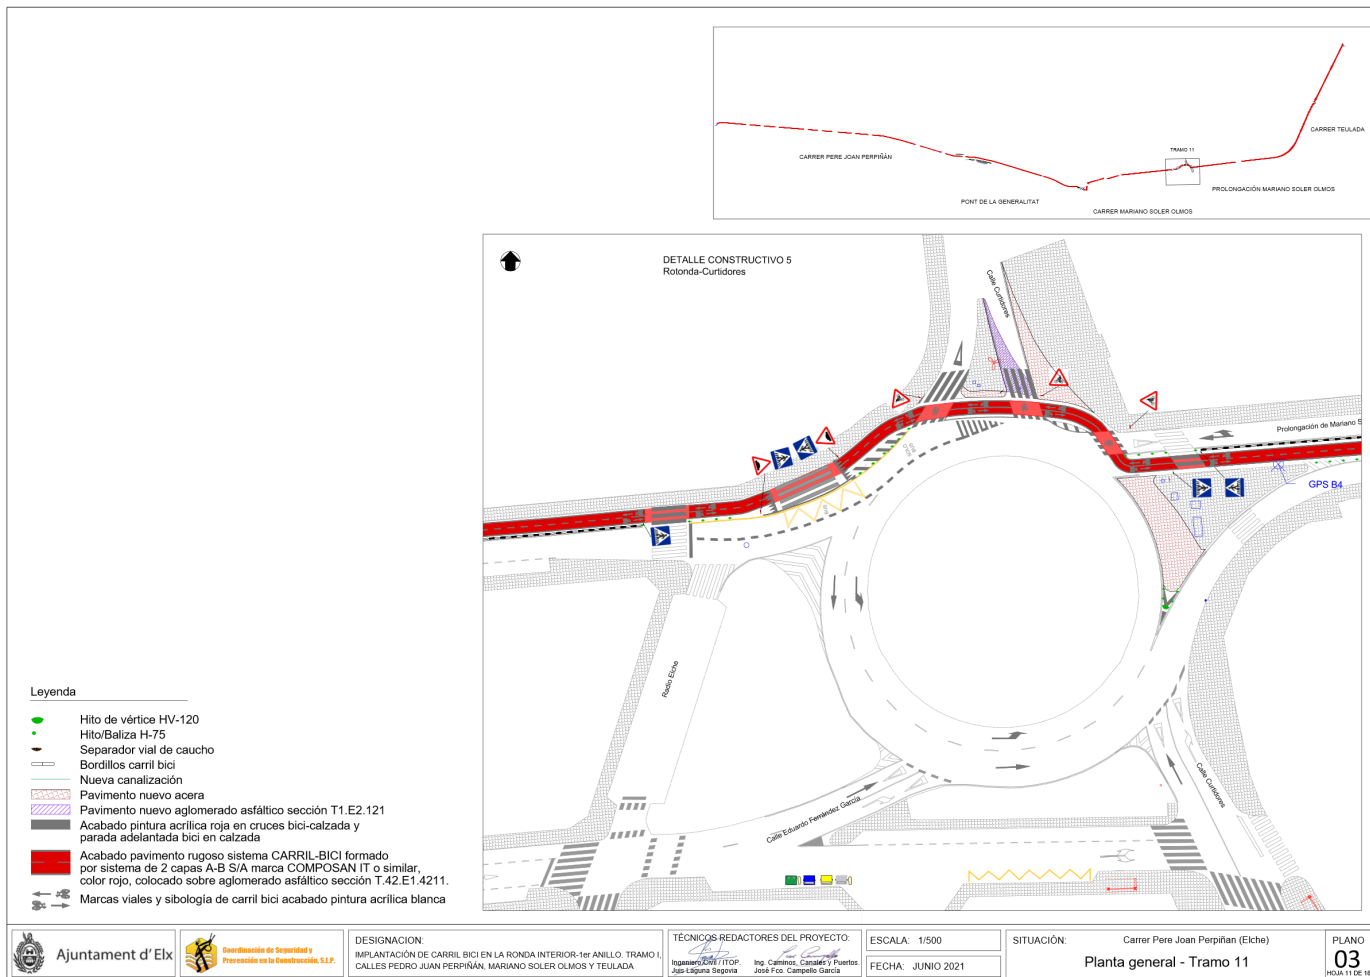 CARRER TEULADA
CARRER PERE JOAN PERPIÑÁN
TRAMO 11
PROLONGACIÓN MARIANO SOLER OLMOS
PONT DE LA GENERALITAT
CARRER MARIANO SOLER OLMOS
DETALLE CONSTRUCTIVO 5
Rotonda-Curtidores
Calle Curtidores
Prolongación de Mariano S
GPS B4
Radio Elche
Calle Eduardo Ferrández García
Calle Curtidores
BUS
BUS
Leyenda
Hito de vértice HV-120
Hito/Baliza H-75
Separador vial de caucho
Bordillos carril bici
Nueva canalización
Pavimento nuevo acera
Pavimento nuevo aglomerado asfáltico sección T1.E2.121
Acabado pintura acrílica roja en cruces bici-calzada y
parada adelantada bici en calzada
Acabado pavimento rugoso sistema CARRIL-BICI formado
por sistema de 2 capas A-B S/A marca COMPOSAN IT o similar,
color rojo, colocado sobre aglomerado asfáltico sección T.42.E1.4211.
Marcas viales y sibología de carril bici acabado pintura acrílica blanca
Ajuntament d'Elx
Coordinación de Seguridad y
Prevención en la Construcción, S.L.P.
DESIGNACION:
IMPLANTACIÓN DE CARRIL BICI EN LA RONDA INTERIOR-1er ANILLO. TRAMO I,
CALLES PEDRO JUAN PERPIÑÁN, MARIANO SOLER OLMOS Y TEULADA
TÉCNICOS REDACTORES DEL PROYECTO:
Ingeniero Civil / ITOP.
Juis Laguna Segovia
Ing. Caminos, Canales y Puertos.
José Fco. Campello García
ESCALA: 1/500
FECHA: JUNIO 2021
SITUACIÓN:
Carrer Pere Joan Perpiñan (Elche)
Planta general - Tramo 11
PLANO
03
HOJA 11 DE 18